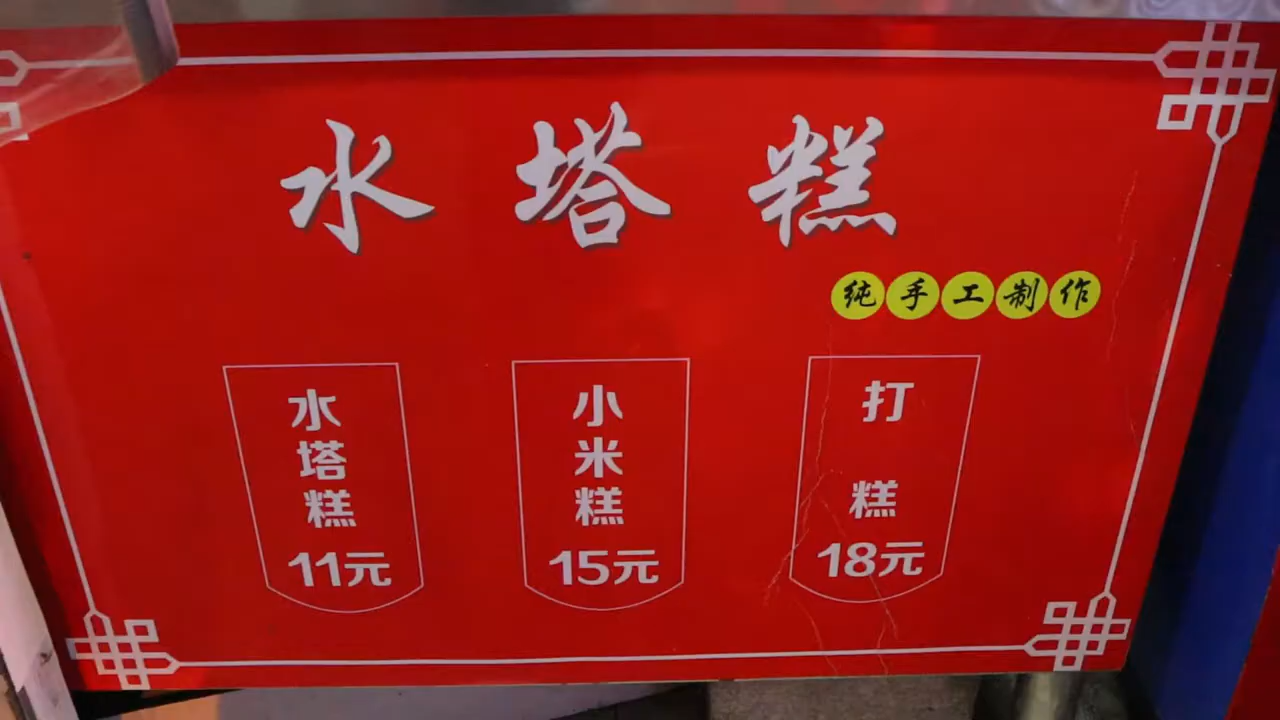 水塔糕
纯手工制作
水塔糕
11元
小米糕
15元
打糕
18元